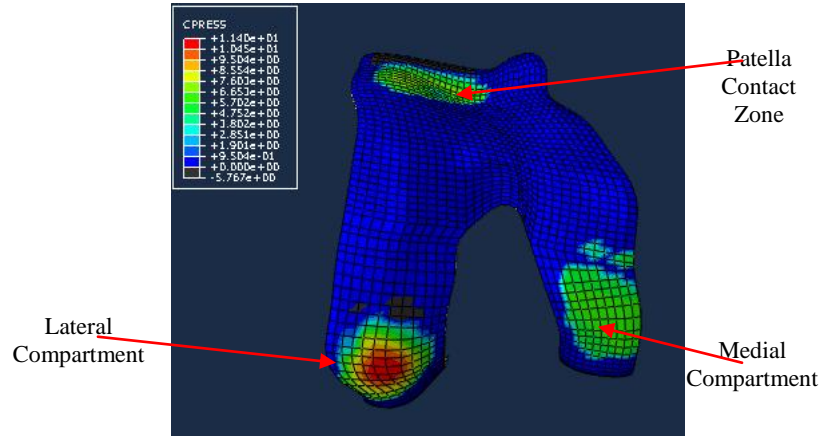 CPRESS
+1.140e+01
+1.045e+01
+9.504e+00
+8.554e+00
+7.603e+00
+6.653e+00
+5.702e+00
+4.752e+00
+3.802e+00
+2.851e+00
+1.901e+00
+9.504e-01
+0.000e+00
-5.767e+00
Patella
Contact
Zone
Lateral
Compartment
Medial
Compartment